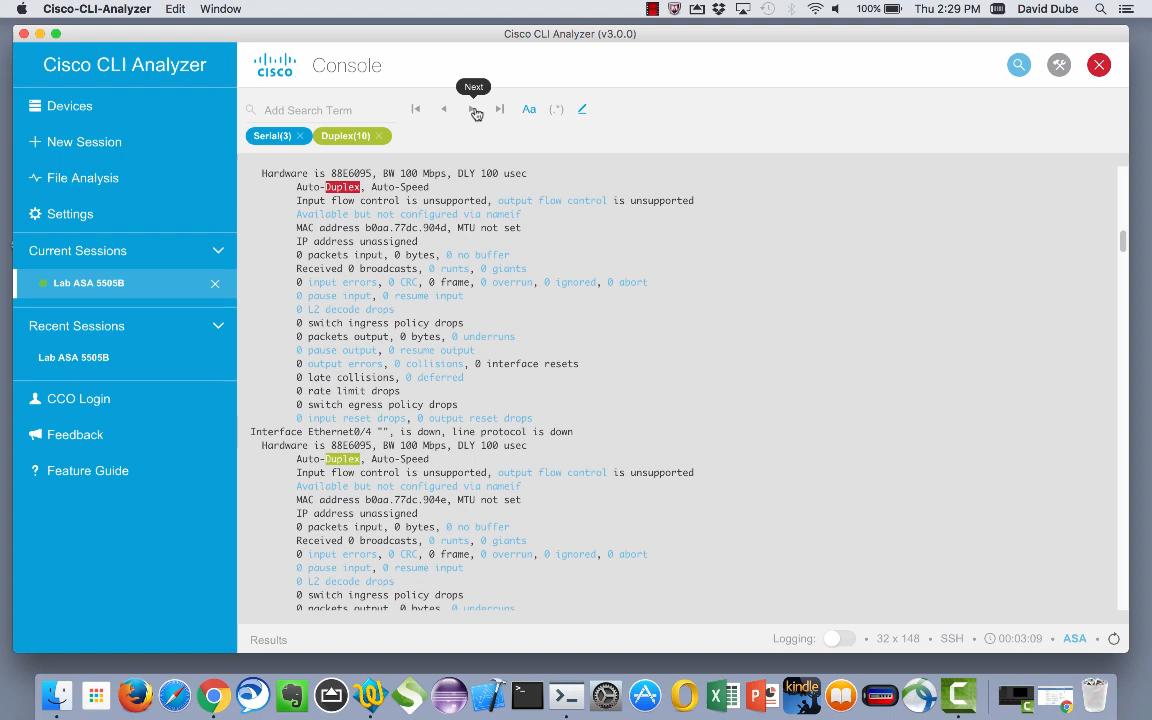 Cisco-CLI-Analyzer Edit Window 100% Thu 2:29 PM David Dube
Cisco CLI Analyzer (v3.0.0)
Cisco CLI Analyzer
CISCO Console
Next
Devices
Add Search Term Aa (.*)
Serial(3) × Duplex(10) ×
New Session
File Analysis
Settings
Current Sessions
Lab ASA 5505B ×
Recent Sessions
Lab ASA 5505B
CCO Login
Feedback
? Feature Guide
Hardware is 88E6095, BW 100 Mbps, DLY 100 usec
Auto-Duplex, Auto-Speed
Input flow control is unsupported, output flow control is unsupported
Available but not configured via nameif
MAC address b0aa.77dc.904d, MTU not set
IP address unassigned
0 packets input, 0 bytes, 0 no buffer
Received 0 broadcasts, 0 runts, 0 giants
0 input errors, 0 CRC, 0 frame, 0 overrun, 0 ignored, 0 abort
0 pause input, 0 resume input
0 L2 decode drops
0 switch ingress policy drops
0 packets output, 0 bytes, 0 underruns
0 pause output, 0 resume output
0 output errors, 0 collisions, 0 interface resets
0 late collisions, 0 deferred
0 rate limit drops
0 switch egress policy drops
0 input reset drops, 0 output reset drops
Interface Ethernet0/4 "", is down, line protocol is down
Hardware is 88E6095, BW 100 Mbps, DLY 100 usec
Auto-Duplex, Auto-Speed
Input flow control is unsupported, output flow control is unsupported
Available but not configured via nameif
MAC address b0aa.77dc.904e, MTU not set
IP address unassigned
0 packets input, 0 bytes, 0 no buffer
Received 0 broadcasts, 0 runts, 0 giants
0 input errors, 0 CRC, 0 frame, 0 overrun, 0 ignored, 0 abort
0 pause input, 0 resume input
0 L2 decode drops
0 switch ingress policy drops
0 packets output, 0 bytes, 0 underruns
Results Logging: • 32 x 148 • SSH • 00:03:09 • ASA •
kindle